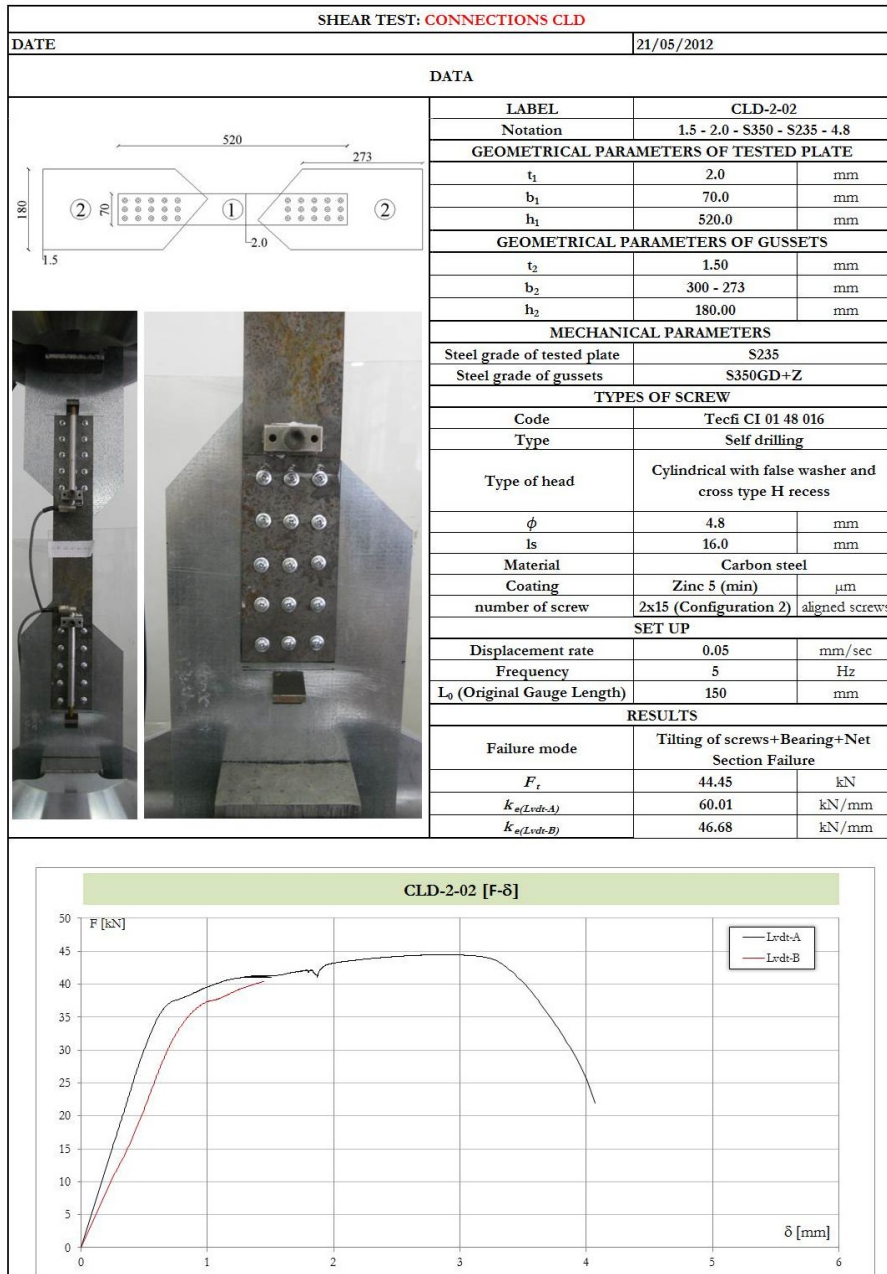 SHEAR TEST: CONNECTIONS CLD
DATE 21/05/2012
DATA
520
273
180
70
2
1
2
2.0
1.5
LABEL CLD-2-02
Notation 1.5 - 2.0 - S350 - S235 - 4.8
GEOMETRICAL PARAMETERS OF TESTED PLATE
t₁ 2.0 mm
b₁ 70.0 mm
h₁ 520.0 mm
GEOMETRICAL PARAMETERS OF GUSSETS
t₂ 1.50 mm
b₂ 300 - 273 mm
h₂ 180.00 mm
MECHANICAL PARAMETERS
Steel grade of tested plate S235
Steel grade of gussets S350GD+Z
TYPES OF SCREW
Code Tecfi CI 01 48 016
Type Self drilling
Type of head Cylindrical with false washer and
cross type H recess
ϕ 4.8 mm
ls 16.0 mm
Material Carbon steel
Coating Zinc 5 (min) μm
number of screw 2x15 (Configuration 2) aligned screws
SET UP
Displacement rate 0.05 mm/sec
Frequency 5 Hz
L₀ (Original Gauge Length) 150 mm
RESULTS
Failure mode Tilting of screws+Bearing+Net
Section Failure
Fₜ 44.45 kN
kₑ(Lvdt-A) 60.01 kN/mm
kₑ(Lvdt-B) 46.68 kN/mm
CLD-2-02 [F-δ]
F [kN]
50
45
40
35
30
25
20
15
10
5
0
Lvdt-A
Lvdt-B
δ [mm]
0 1 2 3 4 5 6